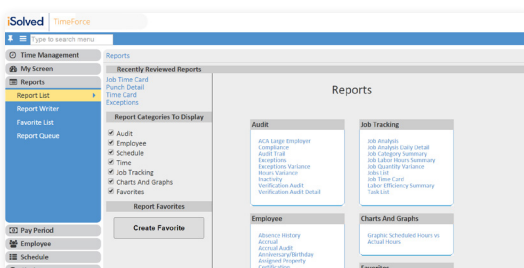 iSolved TimeForce
Type to search menu
Time Management
My Screen
Reports
Report List
Report Writer
Favorite List
Report Queue
Pay Period
Employee
Schedule
Reports
Recently Reviewed Reports
Job Time Card
Punch Detail
Time Card
Exceptions
Report Categories To Display
Audit
Employee
Schedule
Time
Job Tracking
Charts And Graphs
Favorites
Report Favorites
Create Favorite
Reports
Audit
ACA Large Employer
Compliance
Audit Trail
Exceptions
Exceptions Variance
Hours Variance
Inactivity
Verification Audit
Verification Audit Detail
Job Tracking
Job Analysis
Job Analysis Daily Detail
Job Category Summary
Job Labor Hours Summary
Job Quantity Variance
Jobs List
Job Time Card
Labor Efficiency Summary
Task List
Employee
Absence History
Accrual
Accrual Audit
Anniversary/Birthday
Assigned Property
Certification
Charts And Graphs
Graphic Scheduled Hours vs
Actual Hours
Favorites